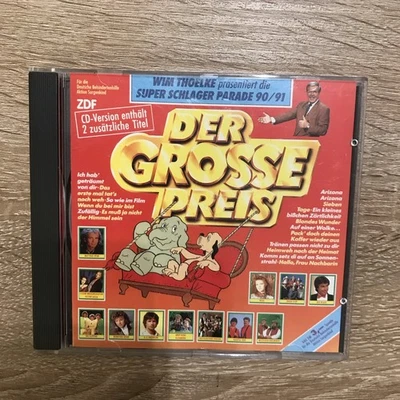 Für die
Deutsche Behindertenhilfe
Aktion Sorgenkind
ZDF
WIM THOELKE präsentiert die
SUPER SCHLAGER PARADE 90/91
CD-Version enthält
2 zusätzliche Titel
DER
GROSSE
PREIS
Ich hab'
geträumt
von dir·Das
erste mal tat's
noch weh·So wie im Film
Wenn du bei mir bist
Zufällig·Es muß ja nicht
der Himmel sein
Arizona
Arizona
Sieben
Tage·Ein kleines
bißchen Zärtlichkeit
Blondes Wunder
Auf einer Wolke...
Pack' doch deinen
Koffer wieder aus
Tränen passen nicht zu dir
Heimweh nach der Heimat
Komm setz di auf an Sonnen-
strahl·Hallo, Frau Nachbarin